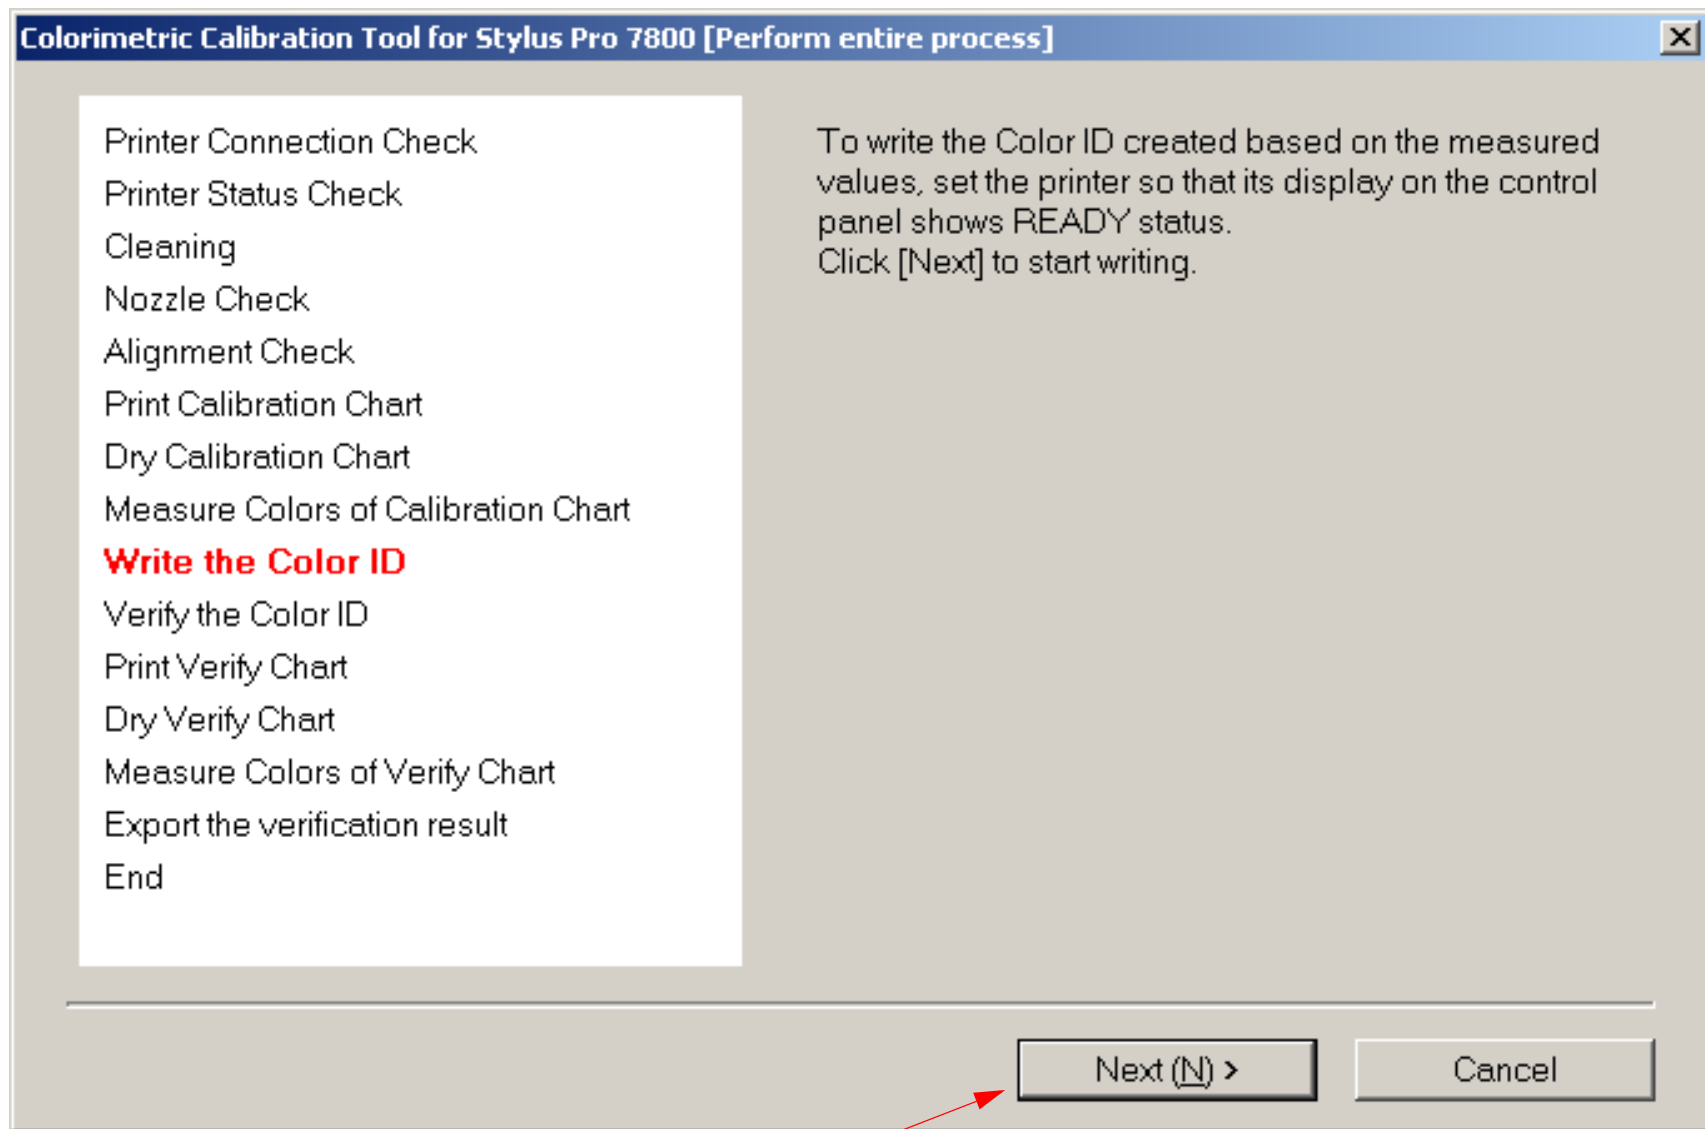 Colorimetric Calibration Tool for Stylus Pro 7800 [Perform entire process]
Printer Connection Check
Printer Status Check
Cleaning
Nozzle Check
Alignment Check
Print Calibration Chart
Dry Calibration Chart
Measure Colors of Calibration Chart
Write the Color ID
Verify the Color ID
Print Verify Chart
Dry Verify Chart
Measure Colors of Verify Chart
Export the verification result
End
To write the Color ID created based on the measured
values, set the printer so that its display on the control
panel shows READY status.
Click [Next] to start writing.
Next (N) >
Cancel